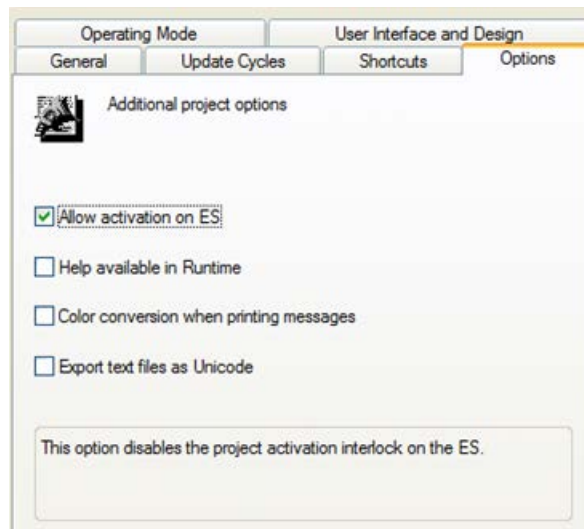 Operating Mode
User Interface and Design
General
Update Cycles
Shortcuts
Options
Additional project options
Allow activation on ES
Help available in Runtime
Color conversion when printing messages
Export text files as Unicode
This option disables the project activation interlock on the ES.